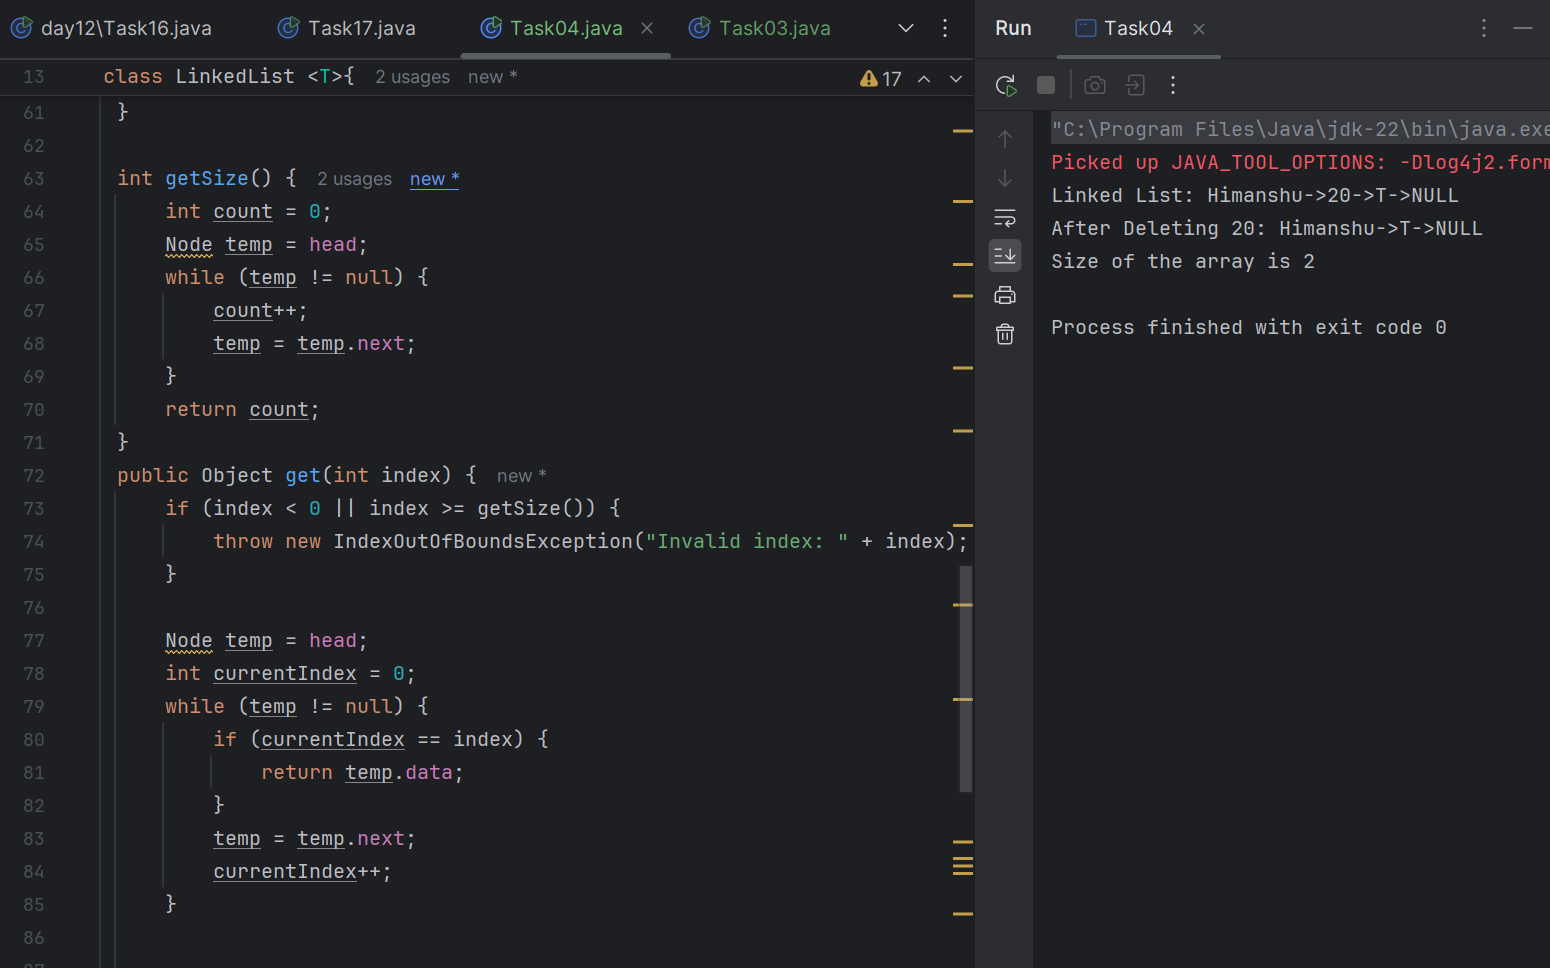 day12\Task16.java Task17.java Task04.java Task03.java
13 class LinkedList <T>{ 2 usages new * 17
61 }
62
63 int getSize() { 2 usages new *
64 int count = 0;
65 Node temp = head;
66 while (temp != null) {
67 count++;
68 temp = temp.next;
69 }
70 return count;
71 }
72 public Object get(int index) { new *
73 if (index < 0 || index >= getSize()) {
74 throw new IndexOutOfBoundsException("Invalid index: " + index);
75 }
76
77 Node temp = head;
78 int currentIndex = 0;
79 while (temp != null) {
80 if (currentIndex == index) {
81 return temp.data;
82 }
83 temp = temp.next;
84 currentIndex++;
85 }
86
Run Task04
"C:\Program Files\Java\jdk-22\bin\java.exe
Picked up JAVA_TOOL_OPTIONS: -Dlog4j2.form
Linked List: Himanshu->20->T->NULL
After Deleting 20: Himanshu->T->NULL
Size of the array is 2
Process finished with exit code 0